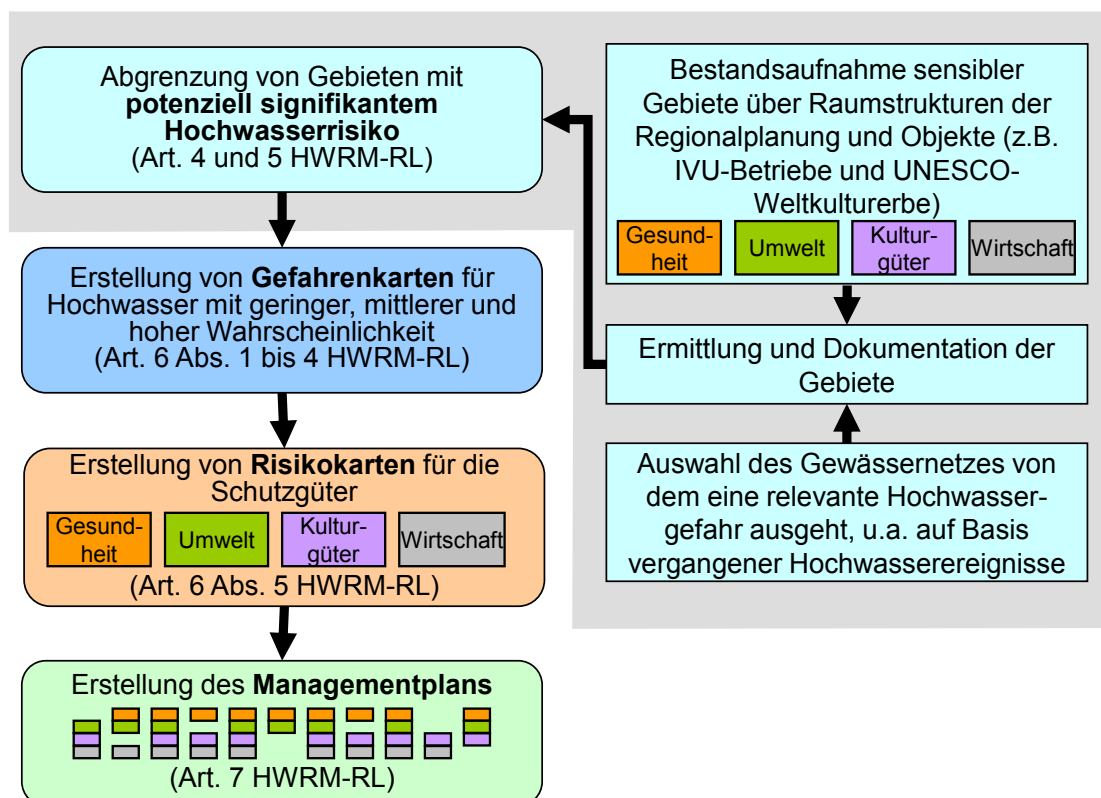 Abgrenzung von Gebieten mit
potenziell signifikantem
Hochwasserrisiko
(Art. 4 und 5 HWRM-RL)
Erstellung von Gefahrenkarten für
Hochwasser mit geringer, mittlerer und
hoher Wahrscheinlichkeit
(Art. 6 Abs. 1 bis 4 HWRM-RL)
Erstellung von Risikokarten für die
Schutzgüter
Gesund-
heit
Umwelt
Kultur-
güter
Wirtschaft
(Art. 6 Abs. 5 HWRM-RL)
Erstellung des Managementplans
(Art. 7 HWRM-RL)
Bestandsaufnahme sensibler
Gebiete über Raumstrukturen der
Regionalplanung und Objekte (z.B.
IVU-Betriebe und UNESCO-
Weltkulturerbe)
Gesund-
heit
Umwelt
Kultur-
güter
Wirtschaft
Ermittlung und Dokumentation der
Gebiete
Auswahl des Gewässernetzes von
dem eine relevante Hochwasser-
gefahr ausgeht, u.a. auf Basis
vergangener Hochwasserereignisse